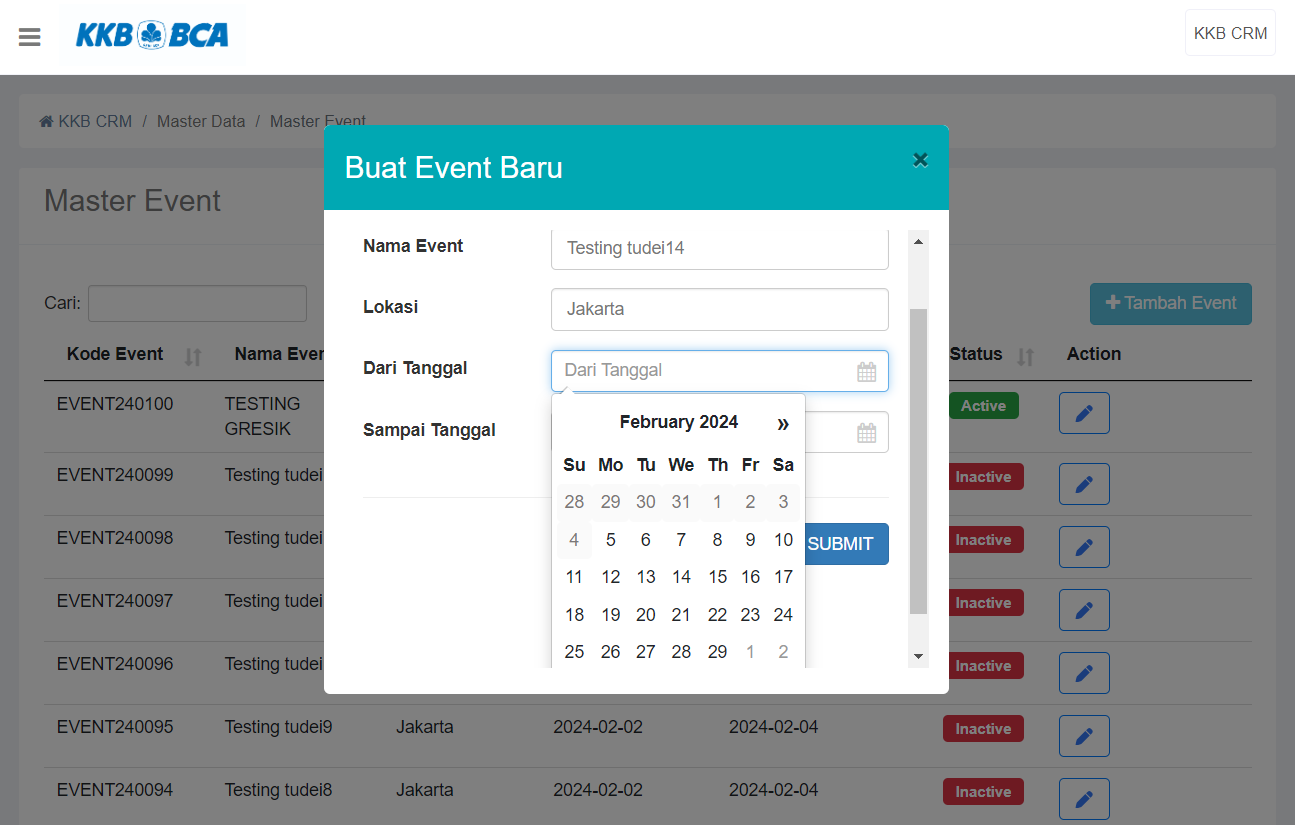 KKB BCA
KKB CRM
KKB CRM / Master Data / Master Event
Buat Event Baru
Master Event
Nama Event Testing tudei14
Lokasi Jakarta
Dari Tanggal Dari Tanggal
Sampai Tanggal
February 2024 »
Su Mo Tu We Th Fr Sa
28 29 30 31 1 2 3
4 5 6 7 8 9 10
11 12 13 14 15 16 17
18 19 20 21 22 23 24
25 26 27 28 29 1 2
SUBMIT
Cari:
Tambah Event
Kode Event Nama Even Status Action
EVENT240100 TESTING GRESIK Active
EVENT240099 Testing tudei Inactive
EVENT240098 Testing tudei Inactive
EVENT240097 Testing tudei Inactive
EVENT240096 Testing tudei Inactive
EVENT240095 Testing tudei9 Jakarta 2024-02-02 2024-02-04 Inactive
EVENT240094 Testing tudei8 Jakarta 2024-02-02 2024-02-04 Inactive